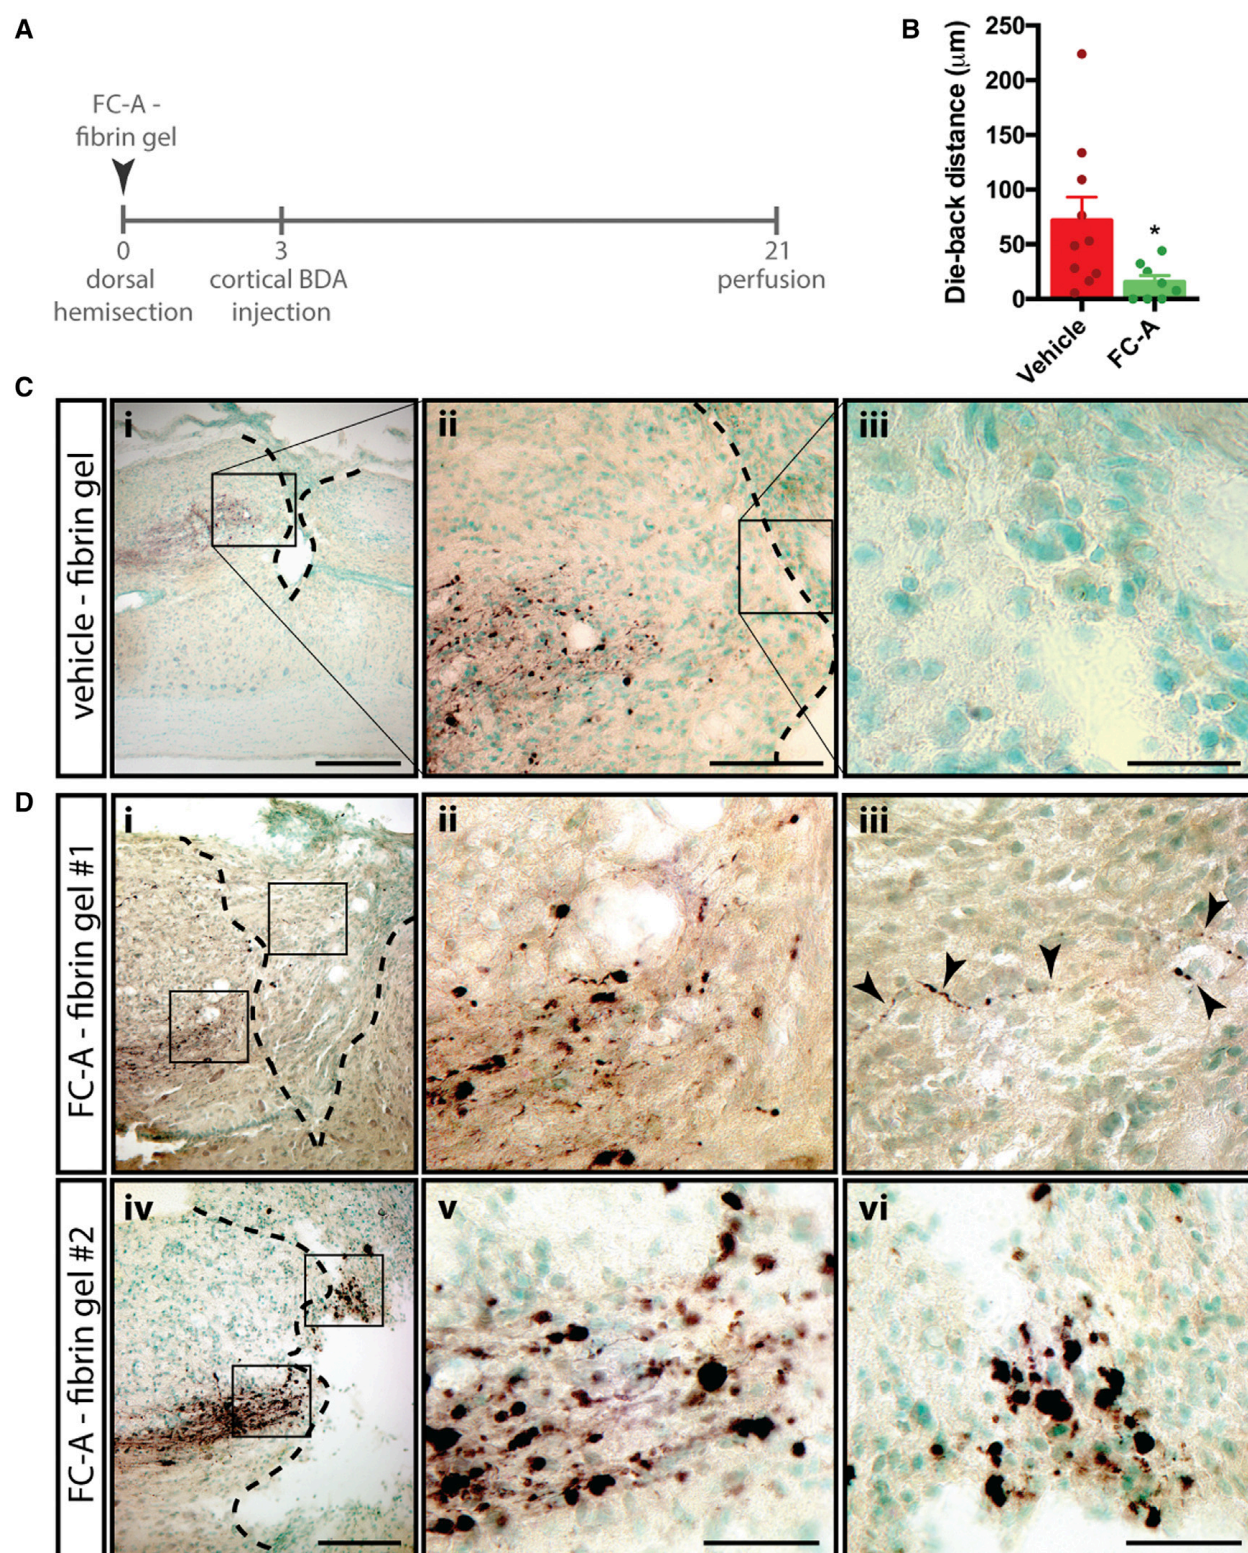 A
FC-A -
fibrin gel
0
3
21
dorsal
hemisection
cortical BDA
injection
perfusion
B
Die-back distance (μm)
250
200
150
100
50
0
*
Vehicle
FC-A
C
vehicle - fibrin gel
i
ii
iii
D
FC-A - fibrin gel #1
i
ii
iii
FC-A - fibrin gel #2
iv
v
vi